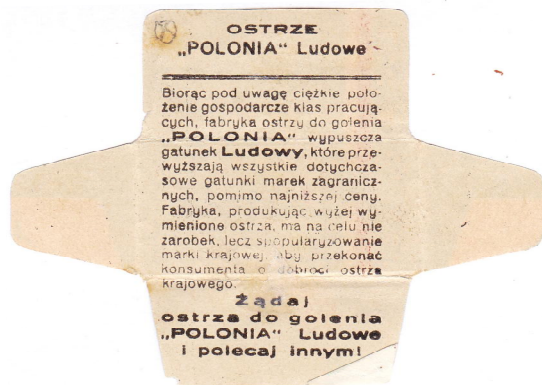 OSTRZE
„POLONIA“ Ludowe
Biorąc pod uwagę ciężkie poło-
żenie gospodarcze klas pracują-
cych, fabryka ostrzy do golenia
„POLONIA“ wypuszcza
gatunek Ludowy, które prze-
wyższają wszystkie dotychcza-
sowe gatunki marek zagranicz-
nych, pomimo najniższej ceny.
Fabryka, produkując wyżej wy-
mienione ostrza, ma na celu nie
zarobek, lecz spopularyzowanie
marki krajowej, aby przekonać
konsumenta o dobroci ostrza
krajowego.
Żądaj
ostrza do golenia
„POLONIA“ Ludowe
i polecaj innym!